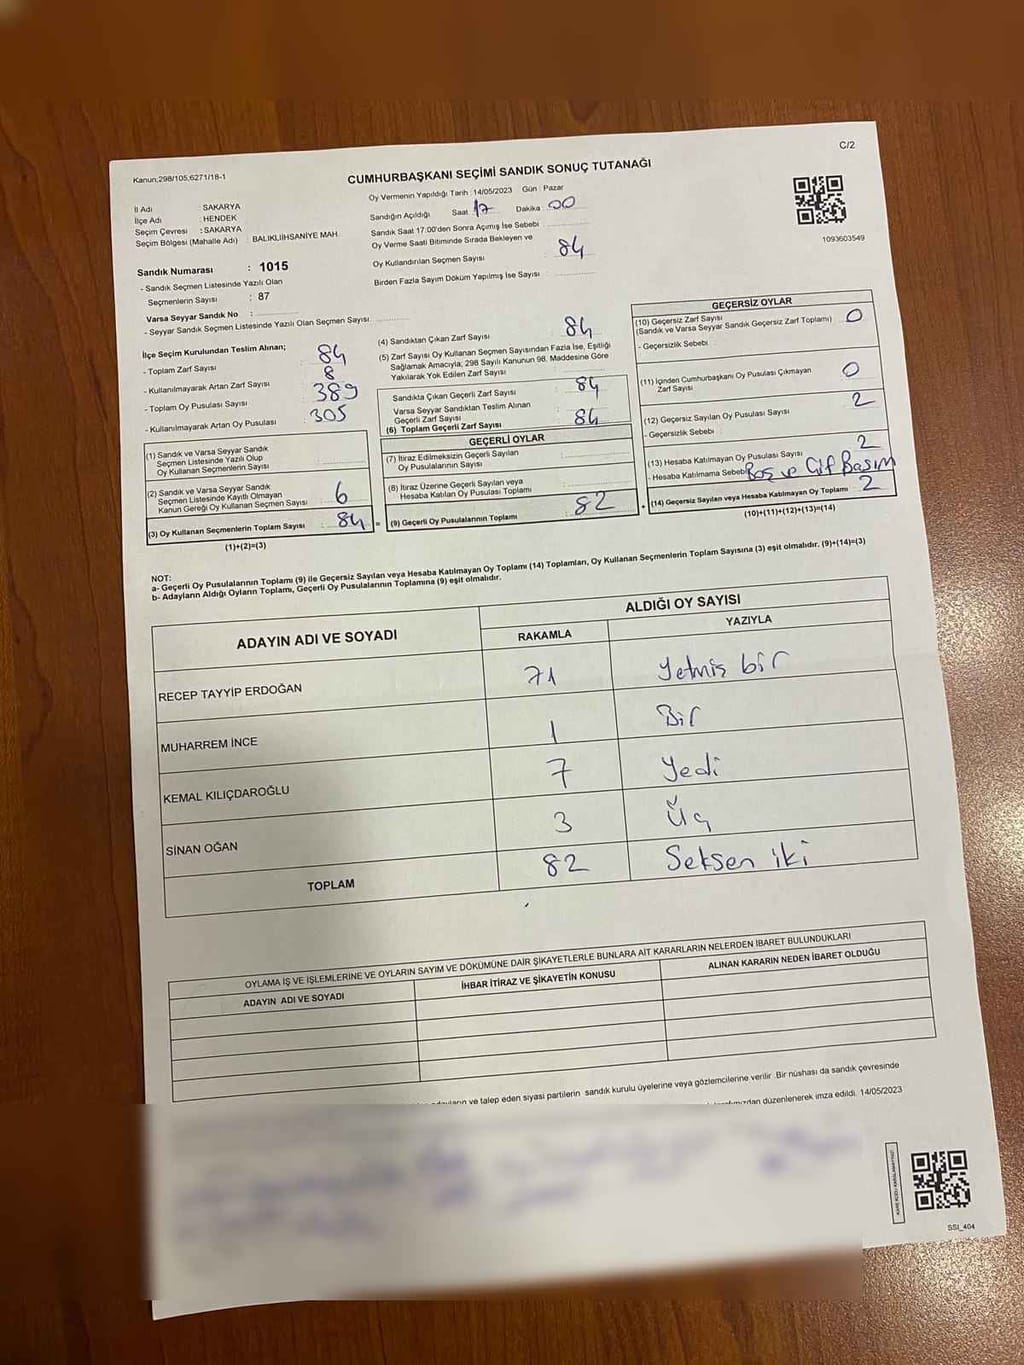 Kanun;298/105,6271/18-1
C/2
CUMHURBAŞKANI SEÇİMİ SANDIK SONUÇ TUTANAĞI
İl Adı : SAKARYA
İlçe Adı : HENDEK
Seçim Çevresi : SAKARYA
Seçim Bölgesi (Mahalle Adı) BALIKLIİHSANİYE MAH.
Oy Vermenin Yapıldığı Tarih :14/05/2023 Gün : Pazar
Sandığın Açıldığı Saat 17 Dakika : 00
Sandık Saat 17.00'den Sonra Açımış İse Sebebi
Oy Verme Saati Bitiminde Sırada Bekleyen ve
Oy Kullandırılan Seçmen Sayısı : 84
Birden Fazla Sayım Döküm Yapılmış İse Sayısı :
1093603549
Sandık Numarası : 1015
- Sandık Seçmen Listesinde Yazılı Olan
Seçmenlerin Sayısı : 87
Varsa Seyyar Sandık No :
- Seyyar Sandık Seçmen Listesinde Yazılı Olan Seçmen Sayısı
İlçe Seçim Kurulundan Teslim Alınan;
- Toplam Zarf Sayısı 84
- Kullanılmayarak Artan Zarf Sayısı 8
- Toplam Oy Pusulası Sayısı 389
- Kullanılmayarak Artan Oy Pusulası 305
(1) Sandık ve Varsa Seyyar Sandık
Seçmen Listesinde Yazılı Olup
Oy Kullanan Seçmenlerin Sayısı
(2) Sandık ve Varsa Seyyar Sandık
Seçmen Listesinde Kayıtlı Olmayan
Kanun Gereği Oy Kullanan Seçmen Sayısı 6
(3) Oy Kullanan Seçmenlerin Toplam Sayısı : 84 =
(1)+(2)=(3)
(4) Sandıktan Çıkan Zarf Sayısı 84
(5) Zarf Sayısı Oy Kullanan Seçmen Sayısından Fazla İse, Eşitliği
Sağlamak Amacıyla; 298 Sayılı Kanunun 98. Maddesine Göre
Yakılarak Yok Edilen Zarf Sayısı
Sandıkta Çıkan Geçerli Zarf Sayısı 84
Varsa Seyyar Sandıktan Teslim Alınan
Geçerli Zarf Sayısı
(6) Toplam Geçerli Zarf Sayısı 84
GEÇERLİ OYLAR
(7) İtiraz Edilmeksizin Geçerli Sayılan
Oy Pusulalarının Sayısı
(8) İtiraz Üzerine Geçerli Sayılan veya
Hesaba Katılan Oy Pusulası Toplamı
(9) Geçerli Oy Pusulalarının Toplamı 82 +
GEÇERSİZ OYLAR
(10) Geçersiz Zarf Sayısı
(Sandık ve Varsa Seyyar Sandık Geçersiz Zarf Toplamı) 0
- Geçersizlik Sebebi :
(11) İçinden Cumhurbaşkanı Oy Pusulası Çıkmayan
Zarf Sayısı 0
(12) Geçersiz Sayılan Oy Pusulası Sayısı 2
- Geçersizlik Sebebi
(13) Hesaba Katılmayan Oy Pusulası Sayısı 2
- Hesaba Katılmama Sebebi Boş ve Çif Basım
(14) Geçersiz Sayılan veya Hesaba Katılmayan Oy Toplamı 2
(10)+(11)+(12)+(13)=(14)
NOT:
a- Geçerli Oy Pusulalarının Toplamı (9) ile Geçersiz Sayılan veya Hesaba Katılmayan Oy Toplamı (14) Toplamları, Oy Kullanan Seçmenlerin Toplam Sayısına (3) eşit olmalıdır. (9)+(14)=(3)
b- Adayların Aldığı Oyların Toplamı, Geçerli Oy Pusulalarının Toplamına (9) eşit olmalıdır.
ADAYIN ADI VE SOYADI
ALDIĞI OY SAYISI
RAKAMLA YAZIYLA
RECEP TAYYİP ERDOĞAN 71 Yetmiş bir
MUHARREM İNCE 1 Bir
KEMAL KILIÇDAROĞLU 7 Yedi
SİNAN OĞAN 3 Üç
TOPLAM 82 Seksen iki
OYLAMA İŞ VE İŞLEMLERİNE VE OYLARIN SAYIM VE DÖKÜMÜNE DAİR ŞİKAYETLERLE BUNLARA AİT KARARLARIN NELERDEN İBARET BULUNDUKLARI
ADAYIN ADI VE SOYADI İHBAR İTİRAZ VE ŞİKAYETİN KONUSU ALINAN KARARIN NEDEN İBARET OLDUĞU
ve talep eden siyasi partilerin sandık kurulu üyelerine veya gözlemcilerine verilir. Bir nüshası da sandık çevresinde
düzenlenerek imza edildi. 14/05/2023
SSI_404